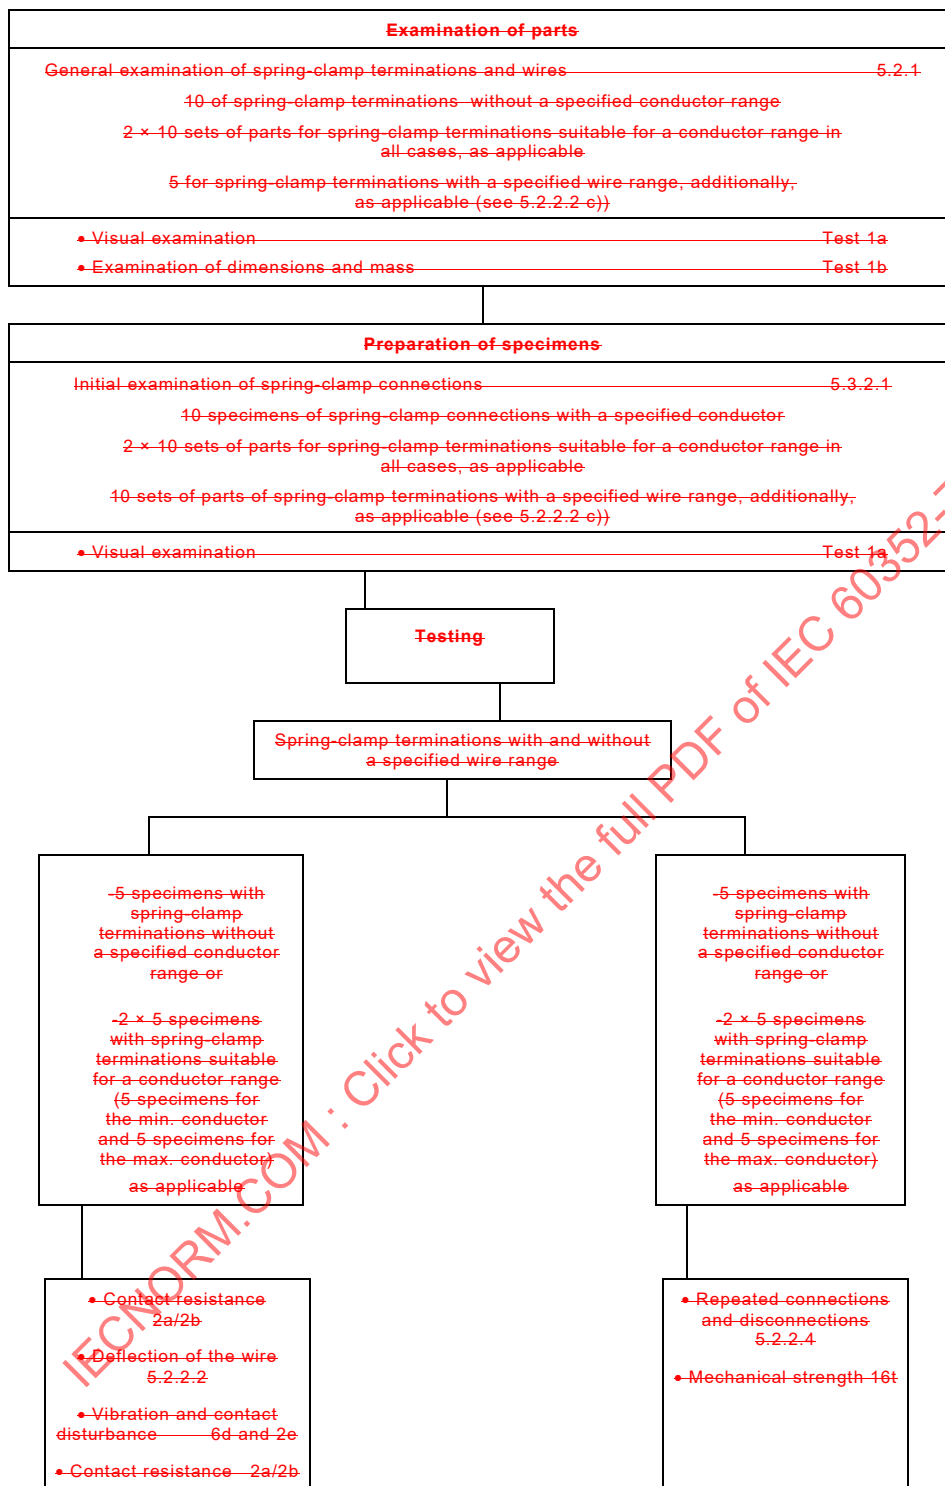 Examination of parts
General examination of spring-clamp terminations and wires 5.2.1
10 of spring-clamp terminations without a specified conductor range
2 × 10 sets of parts for spring-clamp terminations suitable for a conductor range in
all cases, as applicable
5 for spring-clamp terminations with a specified wire range, additionally,
as applicable (see 5.2.2.2 c))
• Visual examination Test 1a
• Examination of dimensions and mass Test 1b
Preparation of specimens
Initial examination of spring-clamp connections 5.3.2.1
10 specimens of spring-clamp connections with a specified conductor
2 × 10 sets of parts for spring-clamp terminations suitable for a conductor range in
all cases, as applicable
10 sets of parts of spring-clamp terminations with a specified wire range, additionally,
as applicable (see 5.2.2.2 c))
• Visual examination Test 1a
Testing
Spring-clamp terminations with and without
a specified wire range
-5 specimens with
spring-clamp
terminations without
a specified conductor
range or
-2 × 5 specimens
with spring-clamp
terminations suitable
for a conductor range
(5 specimens for
the min. conductor
and 5 specimens for
the max. conductor)
as applicable
-5 specimens with
spring-clamp
terminations without
a specified conductor
range or
-2 × 5 specimens
with spring-clamp
terminations suitable
for a conductor range
(5 specimens for
the min. conductor
and 5 specimens for
the max. conductor)
as applicable
• Contact resistance
2a/2b
• Deflection of the wire
5.2.2.2
• Vibration and contact
disturbance 6d and 2e
• Contact resistance 2a/2b
• Repeated connections
and disconnections
5.2.2.4
• Mechanical strength 16t
IECNORM.COM : Click to view the full PDF of IEC 60352-7